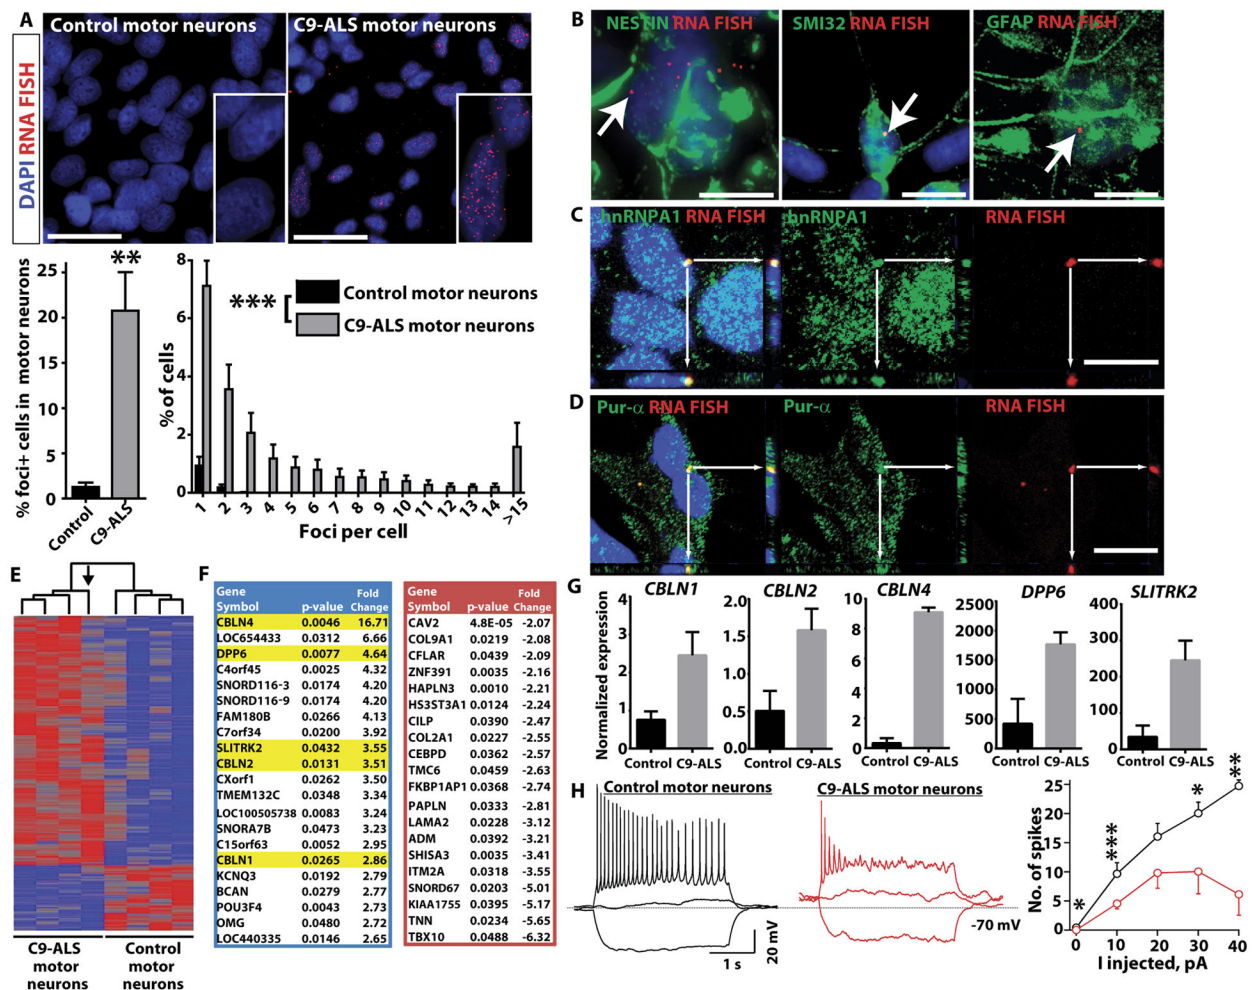 A
Control motor neurons
C9-ALS motor neurons
DAPI RNA FISH
B
NESTIN RNA FISH
SMI32 RNA FISH
GFAP RNA FISH
C
hnRNPA1 RNA FISH
hnRNPA1
RNA FISH
D
Pur-α RNA FISH
Pur-α
RNA FISH
% foci+ cells in motor neurons
25
20
15
10
5
0
**
Control
C9-ALS
% of cells
8
6
4
2
0
***
Control motor neurons
C9-ALS motor neurons
1 2 3 4 5 6 7 8 9 10 11 12 13 14 >15
Foci per cell
E
C9-ALS motor neurons
Control motor neurons
F
Gene Symbol p-value Fold Change
CBLN4 0.0046 16.71
LOC654433 0.0312 6.66
DPP6 0.0077 4.64
C4orf45 0.0025 4.32
SNORD116-3 0.0174 4.20
SNORD116-9 0.0174 4.20
FAM180B 0.0266 4.13
C7orf34 0.0200 3.92
SLITRK2 0.0432 3.55
CBLN2 0.0131 3.51
CXorf1 0.0262 3.50
TMEM132C 0.0348 3.34
LOC100505738 0.0083 3.24
SNORA7B 0.0473 3.23
C15orf63 0.0052 2.95
CBLN1 0.0265 2.86
KCNQ3 0.0192 2.79
BCAN 0.0279 2.77
POU3F4 0.0043 2.73
OMG 0.0480 2.72
LOC440335 0.0146 2.65
Gene Symbol p-value Fold Change
CAV2 4.8E-05 -2.07
COL9A1 0.0219 -2.08
CFLAR 0.0439 -2.09
ZNF391 0.0035 -2.16
HAPLN3 0.0010 -2.21
HS3ST3A1 0.0124 -2.24
CILP 0.0390 -2.47
COL2A1 0.0227 -2.55
CEBPD 0.0362 -2.57
TMC6 0.0459 -2.63
FKBP1AP1 0.0368 -2.74
PAPLN 0.0333 -2.81
LAMA2 0.0228 -3.12
ADM 0.0392 -3.21
SHISA3 0.0035 -3.41
ITM2A 0.0318 -3.55
SNORD67 0.0203 -5.01
KIAA1755 0.0395 -5.17
TNN 0.0234 -5.65
TBX10 0.0488 -6.32
G
Normalized expression
CBLN1
4
3
2
1
0
Control C9-ALS
CBLN2
2.0
1.5
1.0
0.5
0.0
Control C9-ALS
CBLN4
10
8
6
4
2
0
Control C9-ALS
DPP6
2500
2000
1500
1000
500
0
Control C9-ALS
SLITRK2
400
300
200
100
0
Control C9-ALS
H
Control motor neurons
C9-ALS motor neurons
-70 mV
20 mV
1 s
No. of spikes
25
20
15
10
5
0
*
***
*
**
0 10 20 30 40
I injected, pA